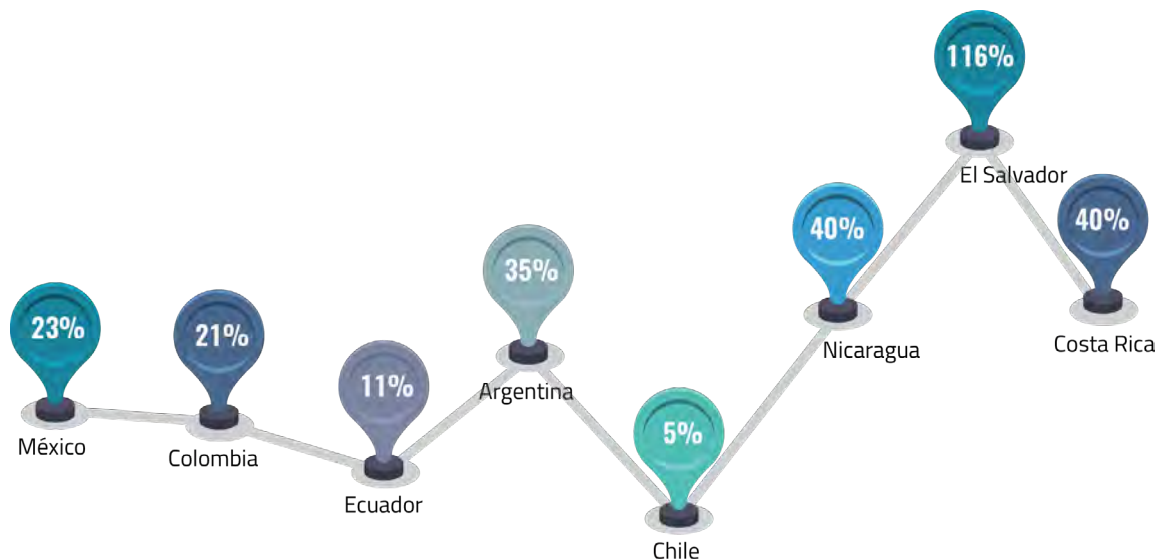 23%
México
21%
Colombia
11%
Ecuador
35%
Argentina
5%
Chile
40%
Nicaragua
116%
El Salvador
40%
Costa Rica